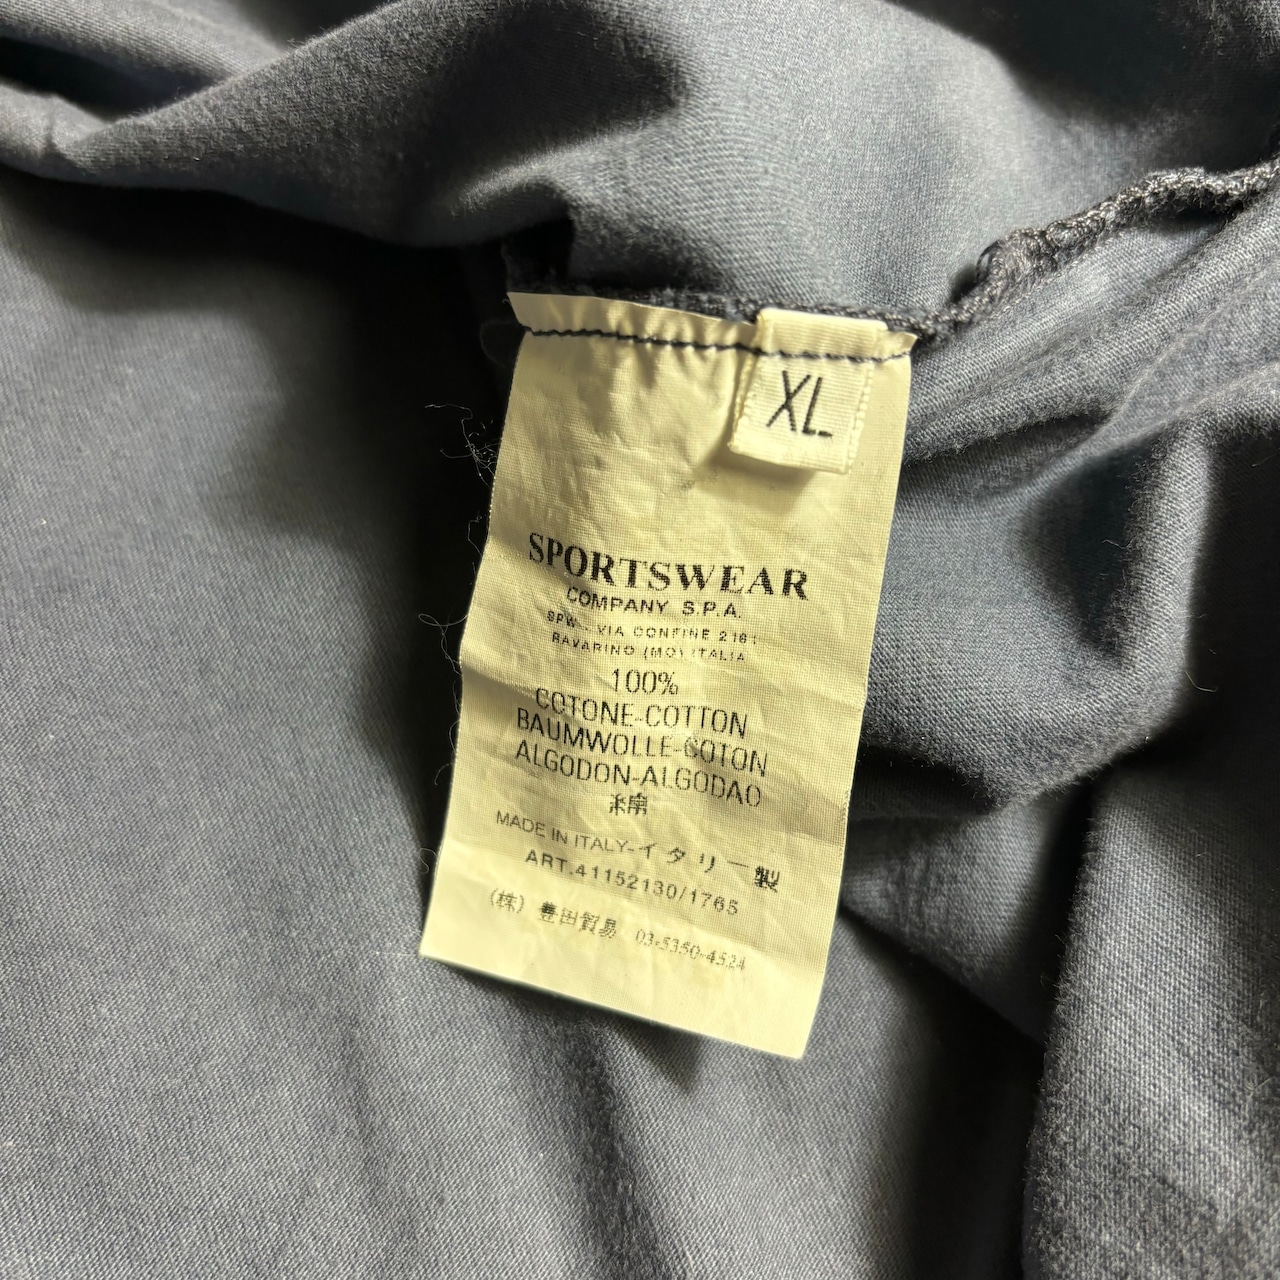 XL
SPORTSWEAR
COMPANY S.P.A.
SPW - VIA CONFINE 2161
RAVARINO (MO) ITALIA
100%
COTONE-COTTON
BAUMWOLLE-COTON
ALGODON-ALGODAO
綿
MADE IN ITALY-イタリー製
ART.41152130/1765
(株) 豊田貿易 03-5350-4524